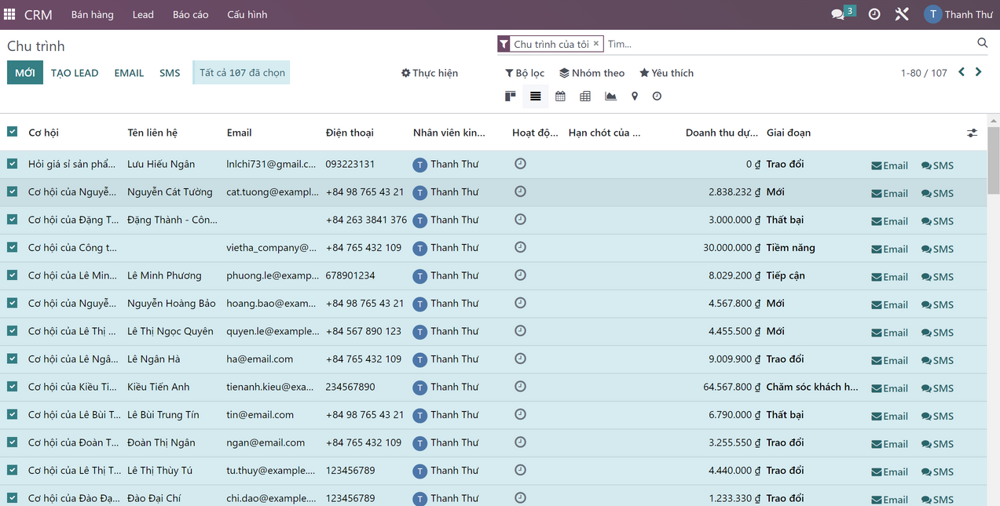 CRM Bán hàng Lead Báo cáo Cấu hình 3 T Thanh Thư
Chu trình
Chu trình của tôi × Tìm...
MỚI TẠO LEAD EMAIL SMS Tất cả 107 đã chọn Thực hiện Bộ lọc Nhóm theo Yêu thích 1-80 / 107
Cơ hội Tên liên hệ Email Điện thoại Nhân viên kin... Hoạt độ... Hạn chót của ... Doanh thu dự... Giai đoạn
Hỏi giá sỉ sản phẩ... Lưu Hiếu Ngân lnlchi731@gmail.c... 093223131 T Thanh Thư 0 ₫ Trao đổi Email SMS
Cơ hội của Nguyễ... Nguyễn Cát Tường cat.tuong@exampl... +84 98 765 43 21 T Thanh Thư 2.838.232 ₫ Mới Email SMS
Cơ hội của Đặng T... Đặng Thành - Côn... +84 263 3841 376 T Thanh Thư 3.000.000 ₫ Thất bại Email SMS
Cơ hội của Công t... vietha_company@... +84 765 432 109 T Thanh Thư 30.000.000 ₫ Tiềm năng Email SMS
Cơ hội của Lê Min... Lê Minh Phương phuong.le@examp... 678901234 T Thanh Thư 8.029.200 ₫ Tiếp cận Email SMS
Cơ hội của Nguyễ... Nguyễn Hoàng Bảo hoang.bao@exam... +84 98 765 43 21 T Thanh Thư 4.567.800 ₫ Mới Email SMS
Cơ hội của Lê Thị ... Lê Thị Ngọc Quyên quyen.le@example... +84 567 890 123 T Thanh Thư 4.455.500 ₫ Mới Email SMS
Cơ hội của Lê Ngâ... Lê Ngân Hà ha@email.com +84 765 432 109 T Thanh Thư 9.009.900 ₫ Trao đổi Email SMS
Cơ hội của Kiều Ti... Kiều Tiến Anh tienanh.kieu@exa... 234567890 T Thanh Thư 64.567.800 ₫ Chăm sóc khách h... Email SMS
Cơ hội của Lê Bùi T... Lê Bùi Trung Tín tin@email.com +84 98 765 43 21 T Thanh Thư 6.790.000 ₫ Thất bại Email SMS
Cơ hội của Đoàn T... Đoàn Thị Ngân ngan@email.com +84 765 432 109 T Thanh Thư 3.255.550 ₫ Trao đổi Email SMS
Cơ hội của Lê Thị T... Lê Thị Thùy Tú tu.thuy@example.... 123456789 T Thanh Thư 4.440.000 ₫ Trao đổi Email SMS
Cơ hội của Đào Đạ... Đào Đại Chí chi.dao@example.... 123456789 T Thanh Thư 1.233.330 ₫ Trao đổi Email SMS